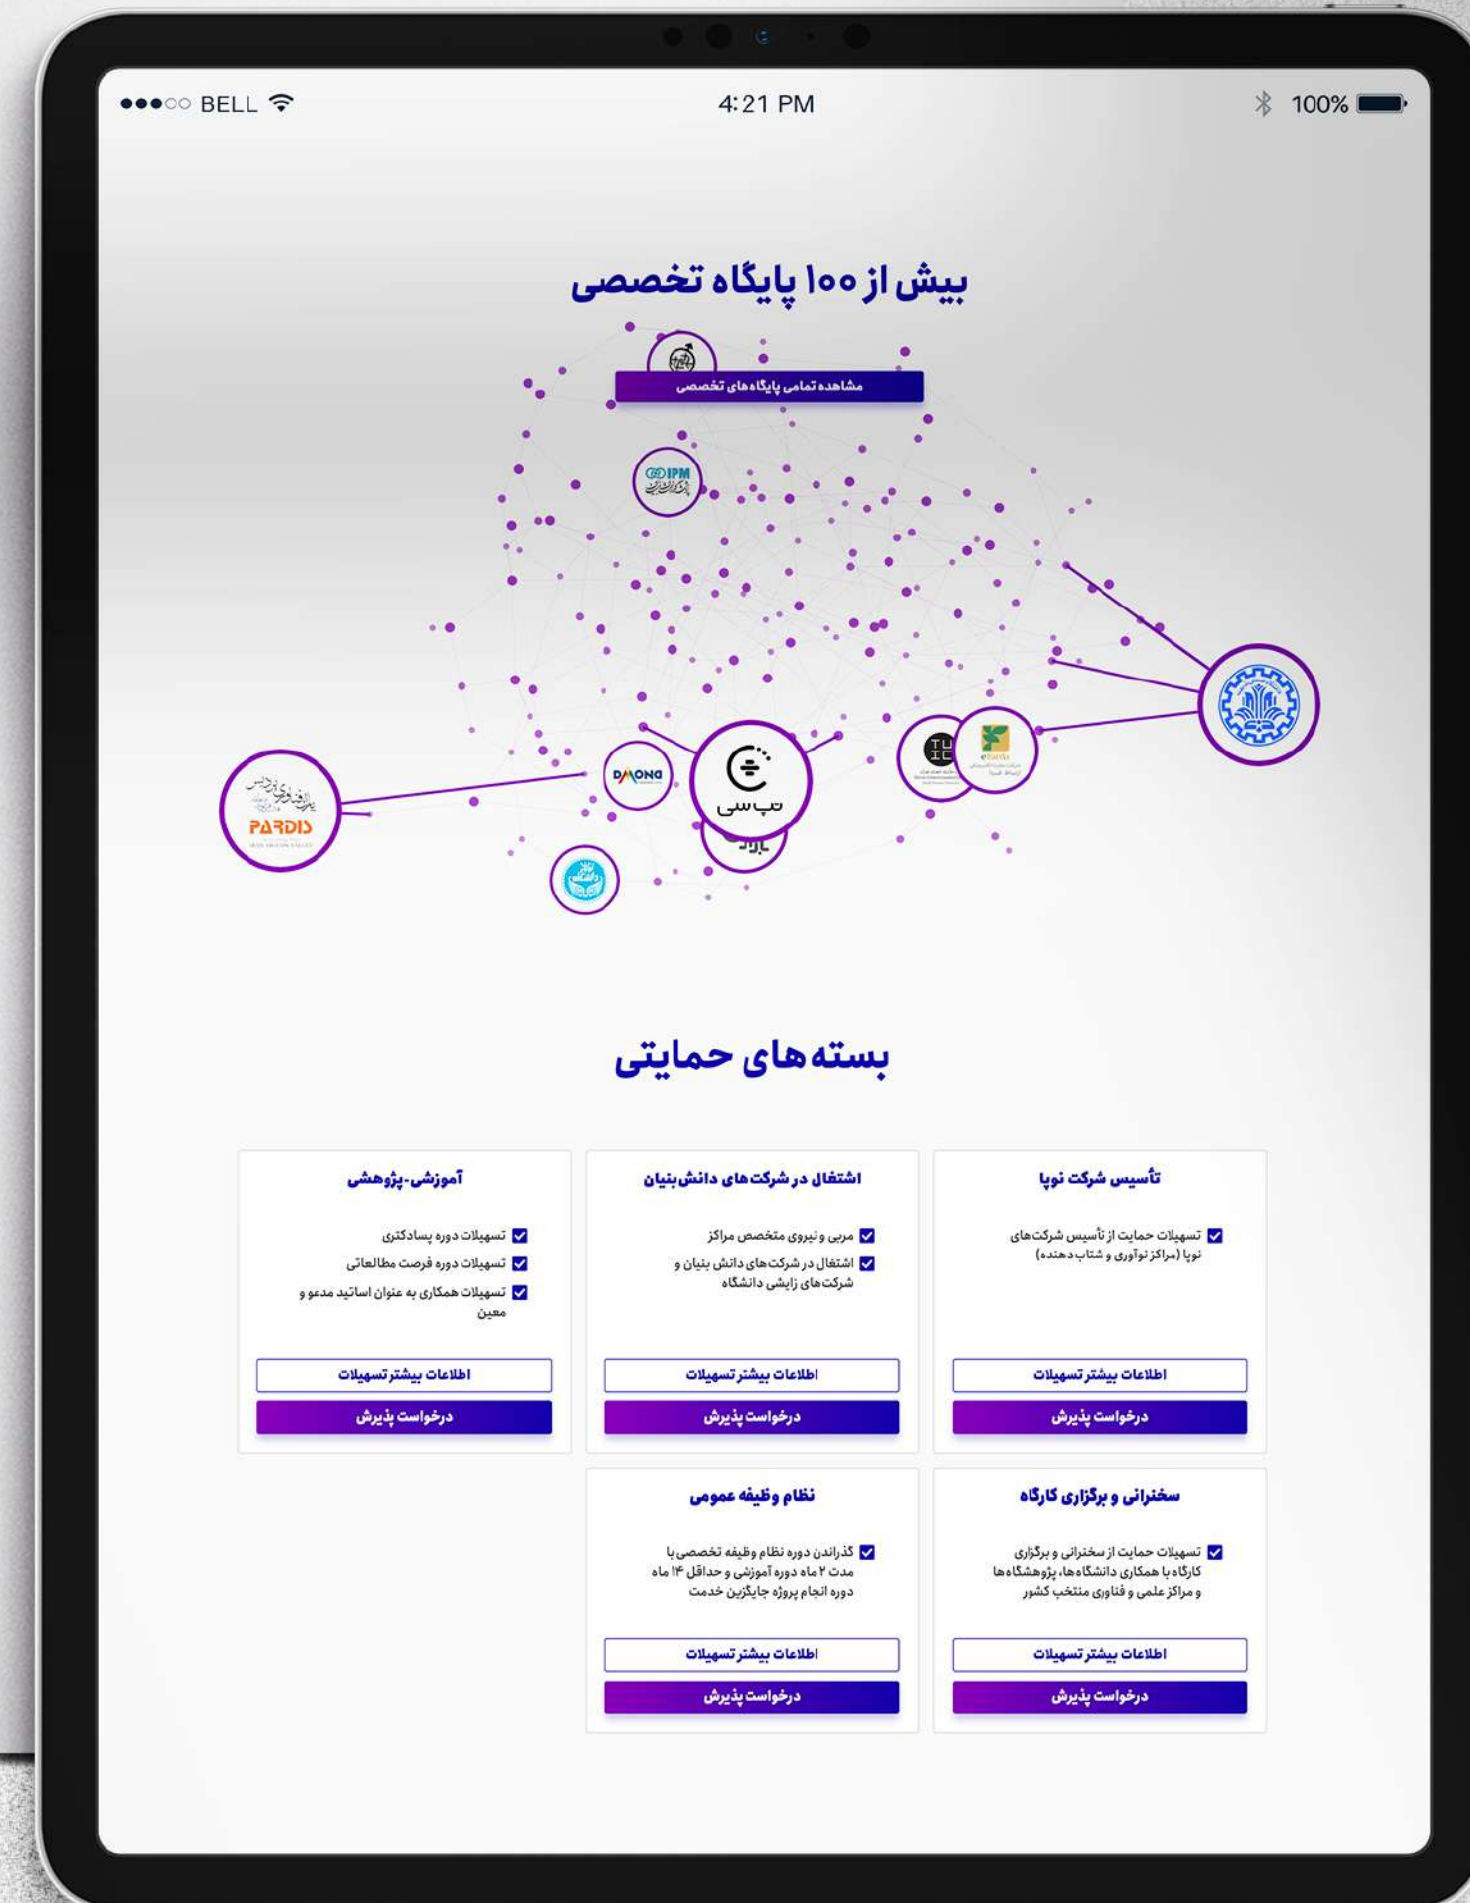 BELL
4:21 PM
100%
بیش از ۱۰۰ پایگاه تخصصی
مشاهده تمامی پایگاه‌های تخصصی
IPM
TU
IC
efarda
DMOND
تپ سی
PARDIS
بسته‌های حمایتی
تأسیس شرکت نوپا
تسهیلات حمایت از تأسیس شرکت‌های
نوپا (مراکز نوآوری و شتاب‌دهنده)
اطلاعات بیشتر تسهیلات
درخواست پذیرش
اشتغال در شرکت‌های دانش‌بنیان
مربی و نیروی متخصص مراکز
اشتغال در شرکت‌های دانش بنیان و
شرکت‌های زایشی دانشگاه
اطلاعات بیشتر تسهیلات
درخواست پذیرش
آموزشی-پژوهشی
تسهیلات دوره پسادکتری
تسهیلات دوره فرصت مطالعاتی
تسهیلات همکاری به عنوان اساتید مدعو و
معین
اطلاعات بیشتر تسهیلات
درخواست پذیرش
سخنرانی و برگزاری کارگاه
تسهیلات حمایت از سخنرانی و برگزاری
کارگاه با همکاری دانشگاه‌ها، پژوهشگاه‌ها
و مراکز علمی و فناوری منتخب کشور
اطلاعات بیشتر تسهیلات
درخواست پذیرش
نظام وظیفه عمومی
گذراندن دوره نظام وظیفه تخصصی با
مدت ۲ ماه دوره آموزشی و حداقل ۱۴ ماه
دوره انجام پروژه جایگزین خدمت
اطلاعات بیشتر تسهیلات
درخواست پذیرش